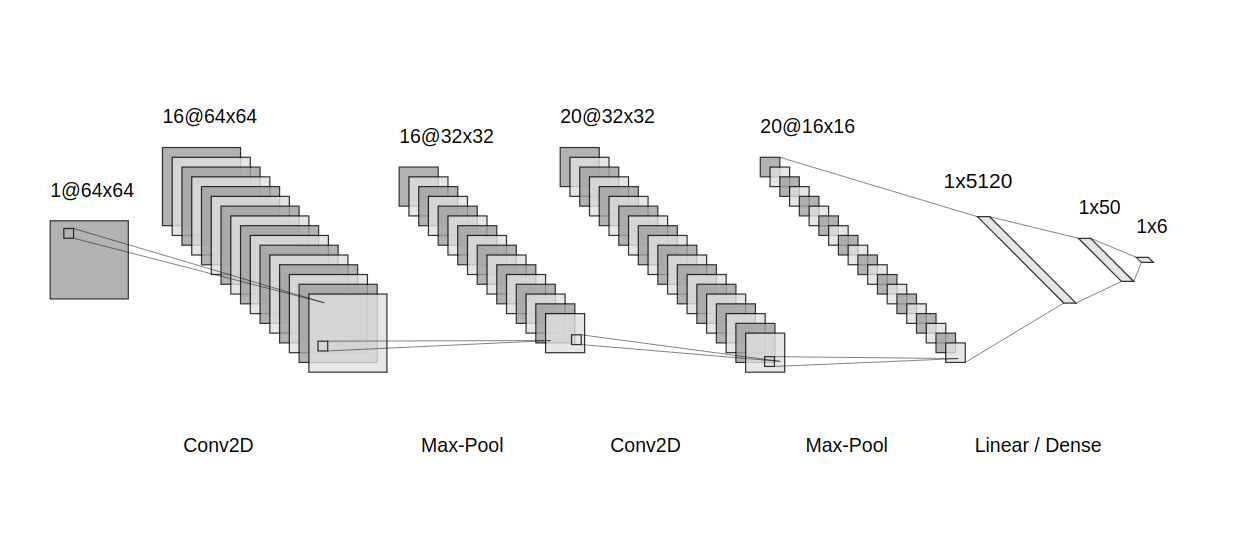 1@64x64
16@64x64
16@32x32
20@32x32
20@16x16
1x5120
1x50
1x6
Conv2D
Max-Pool
Conv2D
Max-Pool
Linear / Dense